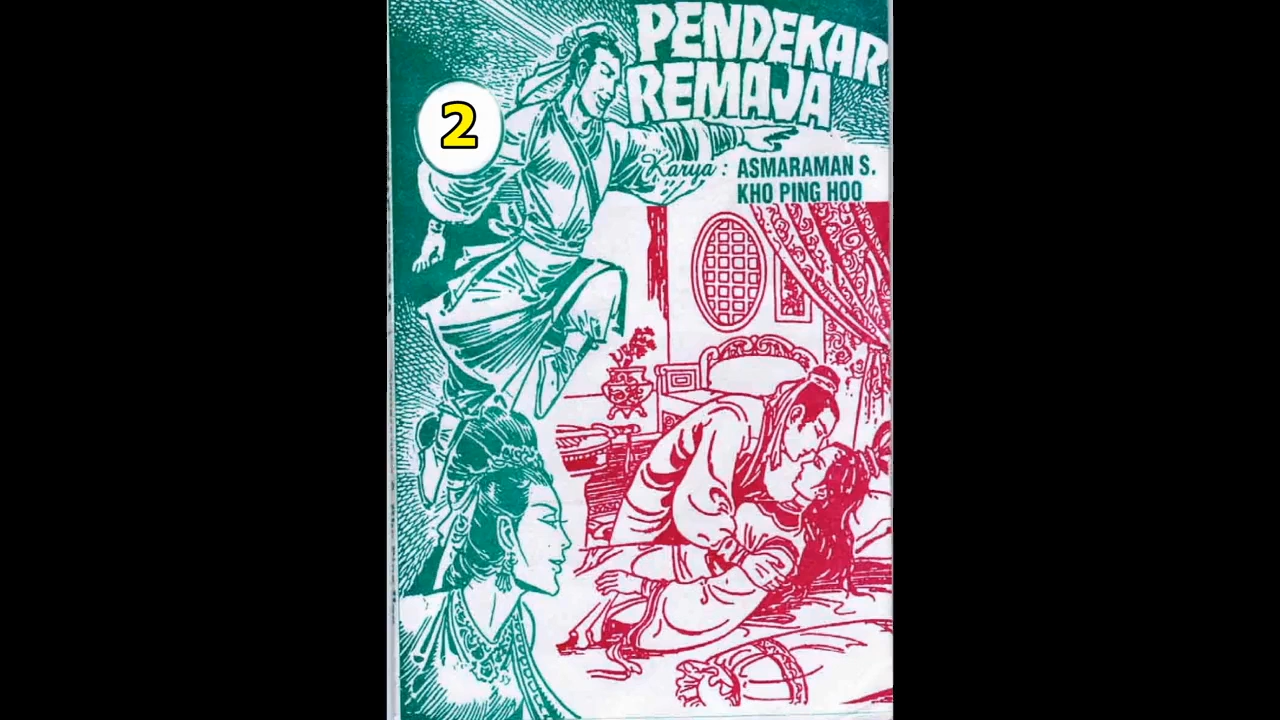 PENDEKAR
REMAJA
2
Karya : ASMARAMAN S.
KHO PING HOO